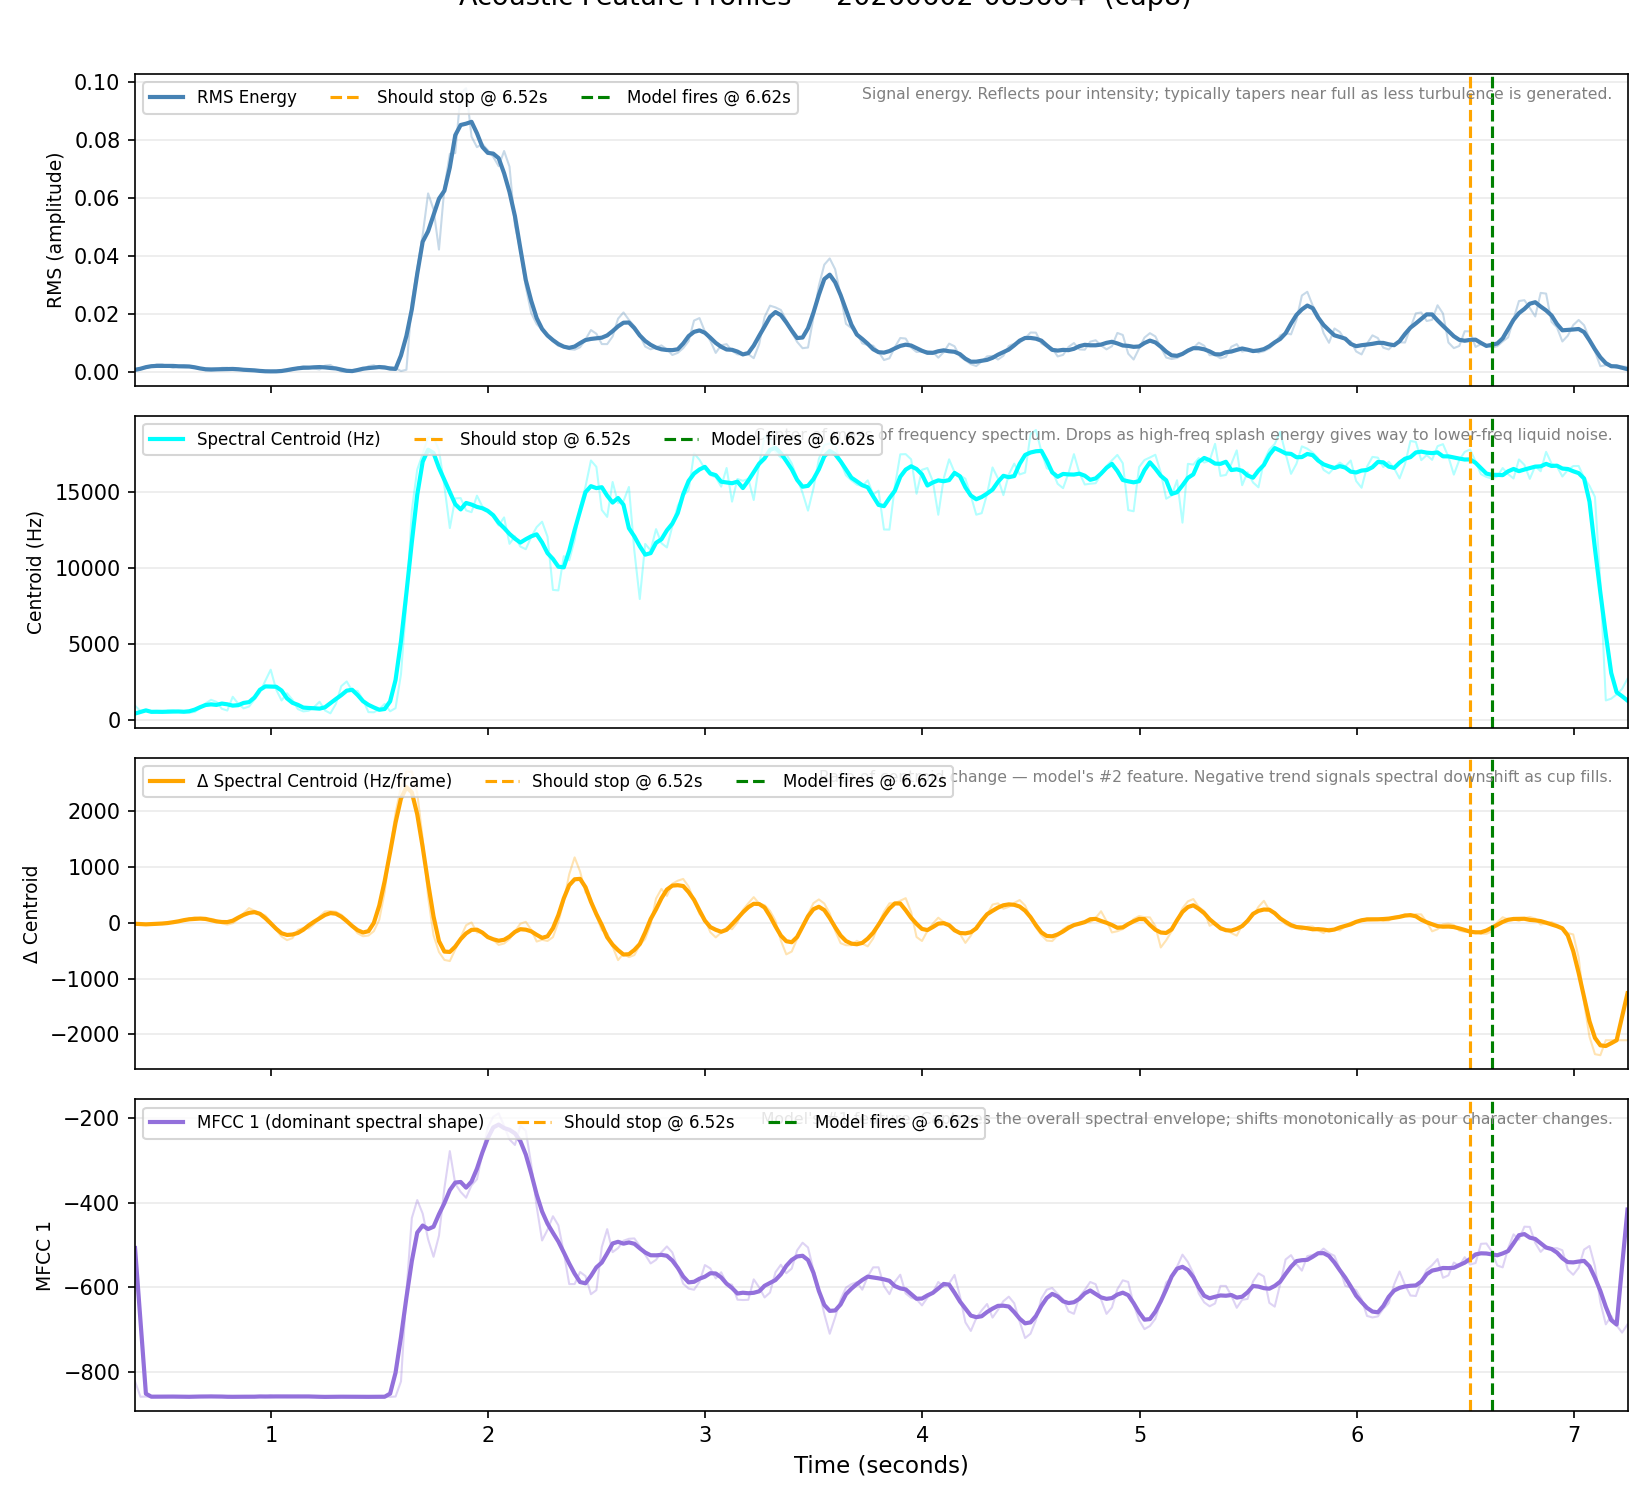 Acoustic Feature Profiles — 20260602-083604 (cup8)
RMS Energy Should stop @ 6.52s Model fires @ 6.62s
Signal energy. Reflects pour intensity; typically tapers near full as less turbulence is generated.
RMS (amplitude)
0.10
0.08
0.06
0.04
0.02
0.00
Spectral Centroid (Hz) Should stop @ 6.52s Model fires @ 6.62s
of frequency spectrum. Drops as high-freq splash energy gives way to lower-freq liquid noise.
Centroid (Hz)
15000
10000
5000
0
Δ Spectral Centroid (Hz/frame) Should stop @ 6.52s Model fires @ 6.62s
change — model's #2 feature. Negative trend signals spectral downshift as cup fills.
Δ Centroid
2000
1000
0
−1000
−2000
MFCC 1 (dominant spectral shape) Should stop @ 6.52s Model fires @ 6.62s
the overall spectral envelope; shifts monotonically as pour character changes.
MFCC 1
−200
−400
−600
−800
1 2 3 4 5 6 7
Time (seconds)